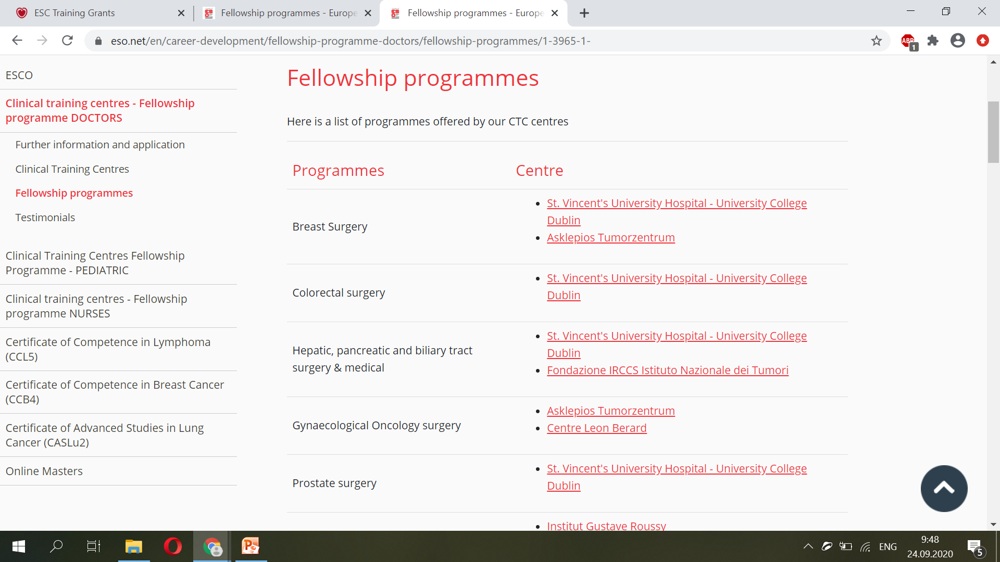 ESC Training Grants
Fellowship programmes - Europe
Fellowship programmes - Europe
eso.net/en/career-development/fellowship-programme-doctors/fellowship-programmes/1-3965-1-
ABP
1
ESCO
Clinical training centres - Fellowship
programme DOCTORS
Further information and application
Clinical Training Centres
Fellowship programmes
Testimonials
Clinical Training Centres Fellowship
Programme - PEDIATRIC
Clinical training centres - Fellowship
programme NURSES
Certificate of Competence in Lymphoma
(CCL5)
Certificate of Competence in Breast Cancer
(CCB4)
Certificate of Advanced Studies in Lung
Cancer (CASLu2)
Online Masters
Fellowship programmes
Here is a list of programmes offered by our CTC centres
Programmes
Centre
Breast Surgery
St. Vincent's University Hospital - University College
Dublin
Asklepios Tumorzentrum
Colorectal surgery
St. Vincent's University Hospital - University College
Dublin
Hepatic, pancreatic and biliary tract
surgery & medical
St. Vincent's University Hospital - University College
Dublin
Fondazione IRCCS Istituto Nazionale dei Tumori
Gynaecological Oncology surgery
Asklepios Tumorzentrum
Centre Leon Berard
Prostate surgery
St. Vincent's University Hospital - University College
Dublin
Institut Gustave Roussy
ENG
9:48
24.09.2020
5